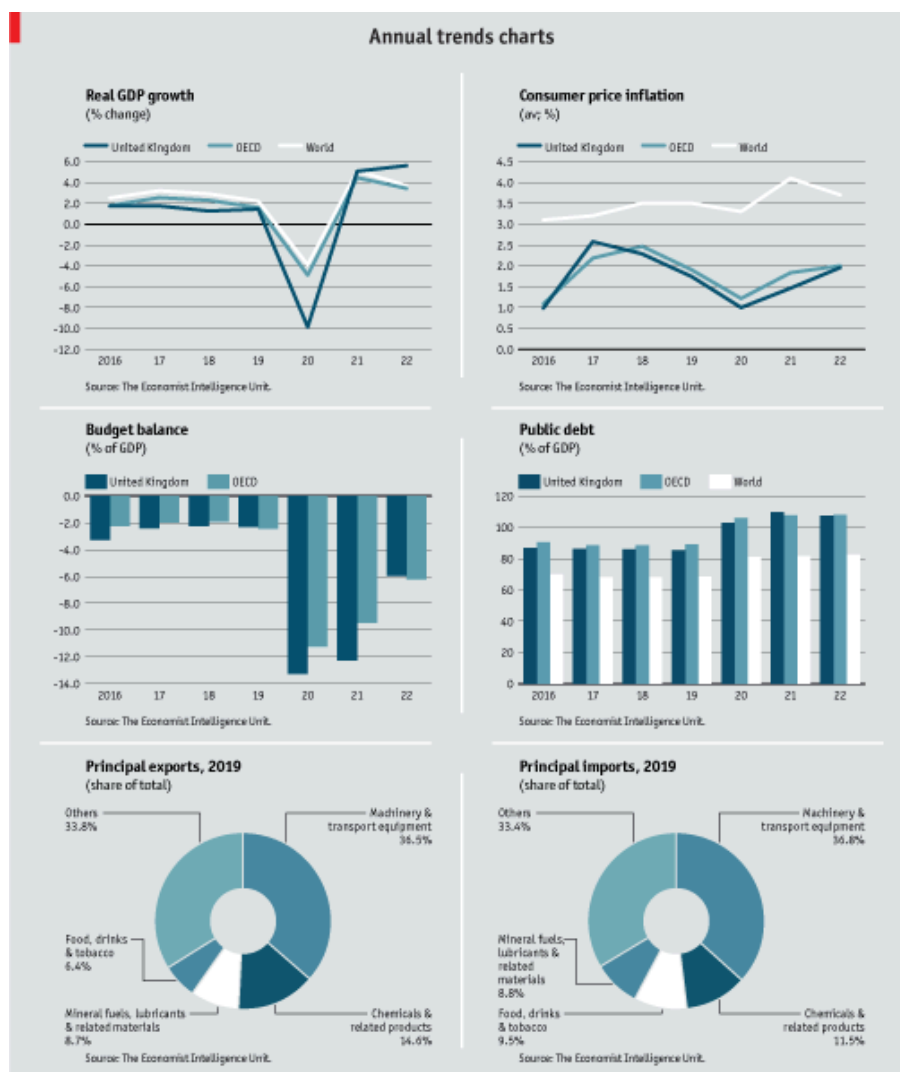 Annual trends charts
Real GDP growth
(% change)
United Kingdom OECD World
6.0
4.0
2.0
0.0
-2.0
-4.0
-6.0
-8.0
-10.0
-12.0
2016 17 18 19 20 21 22
Source: The Economist Intelligence Unit.
Consumer price inflation
(av; %)
United Kingdom OECD World
4.5
4.0
3.5
3.0
2.5
2.0
1.5
1.0
0.5
0.0
2016 17 18 19 20 21 22
Source: The Economist Intelligence Unit.
Budget balance
(% of GDP)
United Kingdom OECD
0.0
-2.0
-4.0
-6.0
-8.0
-10.0
-12.0
-14.0
2016 17 18 19 20 21 22
Source: The Economist Intelligence Unit.
Public debt
(% of GDP)
United Kingdom OECD World
120
100
80
60
40
20
0
2016 17 18 19 20 21 22
Source: The Economist Intelligence Unit.
Principal exports, 2019
(share of total)
Others
33.8%
Machinery &
transport equipment
36.5%
Food, drinks
& tobacco
6.4%
Mineral fuels, lubricants
& related materials
8.7%
Chemicals &
related products
14.6%
Source: The Economist Intelligence Unit.
Principal imports, 2019
(share of total)
Others
33.4%
Machinery &
transport equipment
36.8%
Mineral fuels,
lubricants &
related
materials
8.8%
Food, drinks
& tobacco
9.5%
Chemicals &
related products
11.5%
Source: The Economist Intelligence Unit.